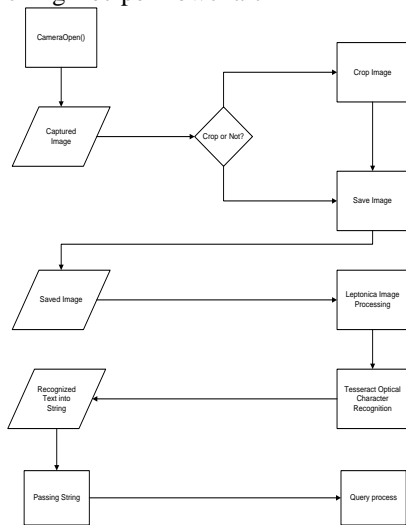 CameraOpen()
Crop Image
Captured
Image
Crop or Not?
Save Image
Saved Image
Leptonica Image
Processing
Recognized
Text into
String
Tesseract Optical
Character
Recognition
Passing String
Query process